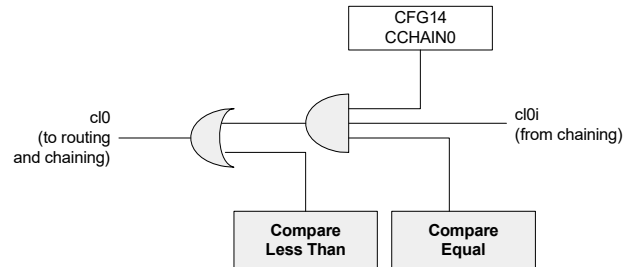 CFG14
CCHAIN0
cl0
(to routing
and chaining)
cl0i
(from chaining)
Compare
Less Than
Compare
Equal